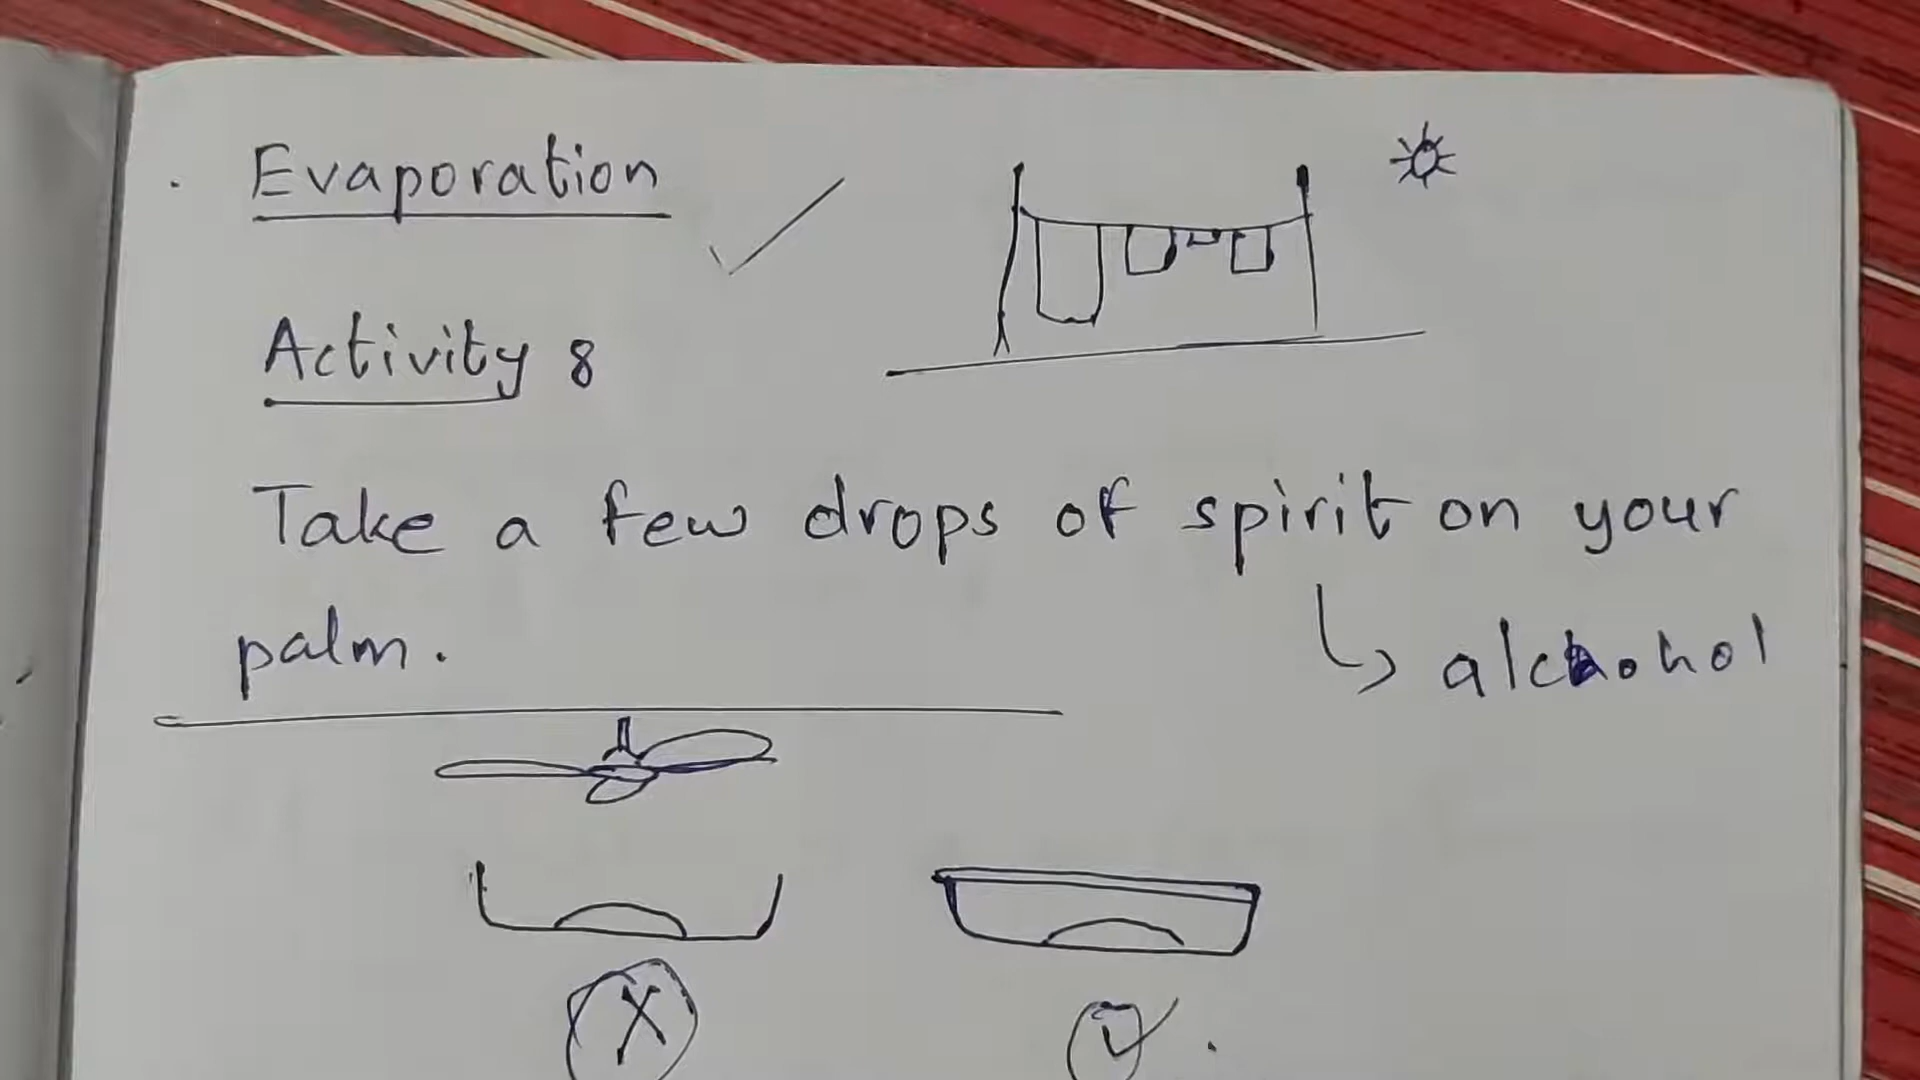 Evaporation
Activity 8
Take a few drops of spirit on your
palm.
↳ alcohol